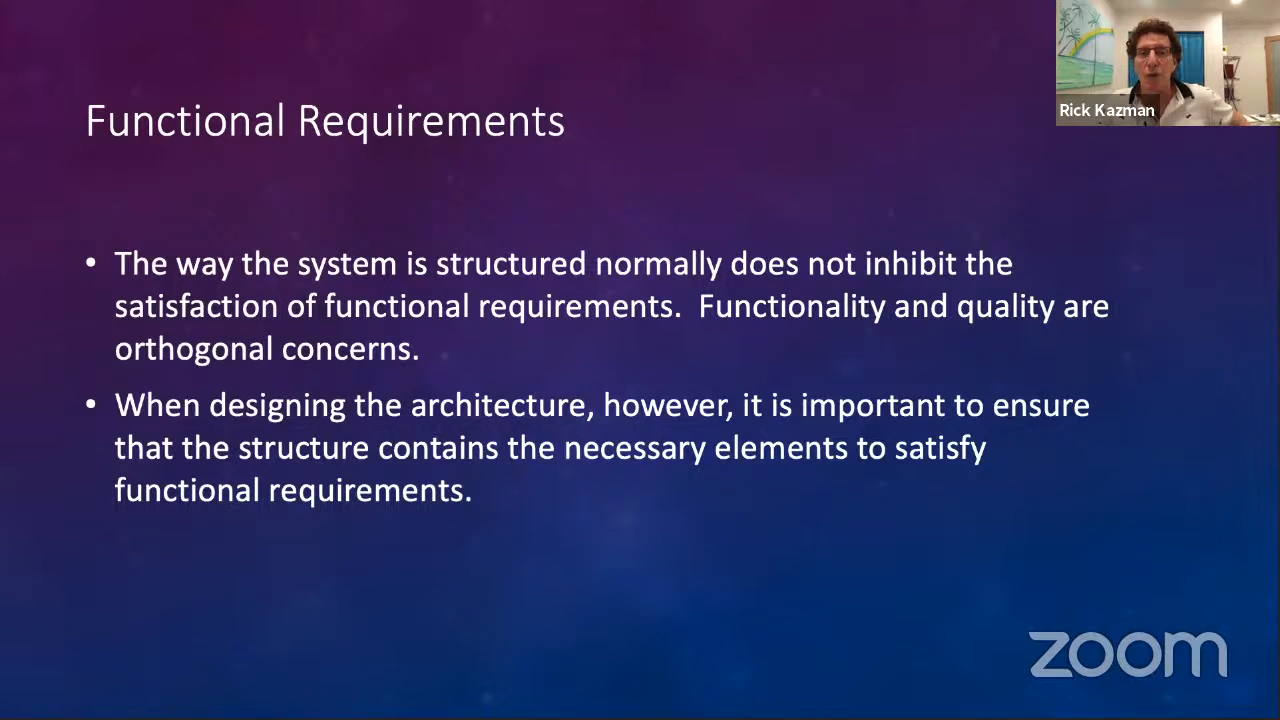 Functional Requirements
Rick Kazman
• The way the system is structured normally does not inhibit the
satisfaction of functional requirements.  Functionality and quality are
orthogonal concerns.
• When designing the architecture, however, it is important to ensure
that the structure contains the necessary elements to satisfy
functional requirements.
zoom